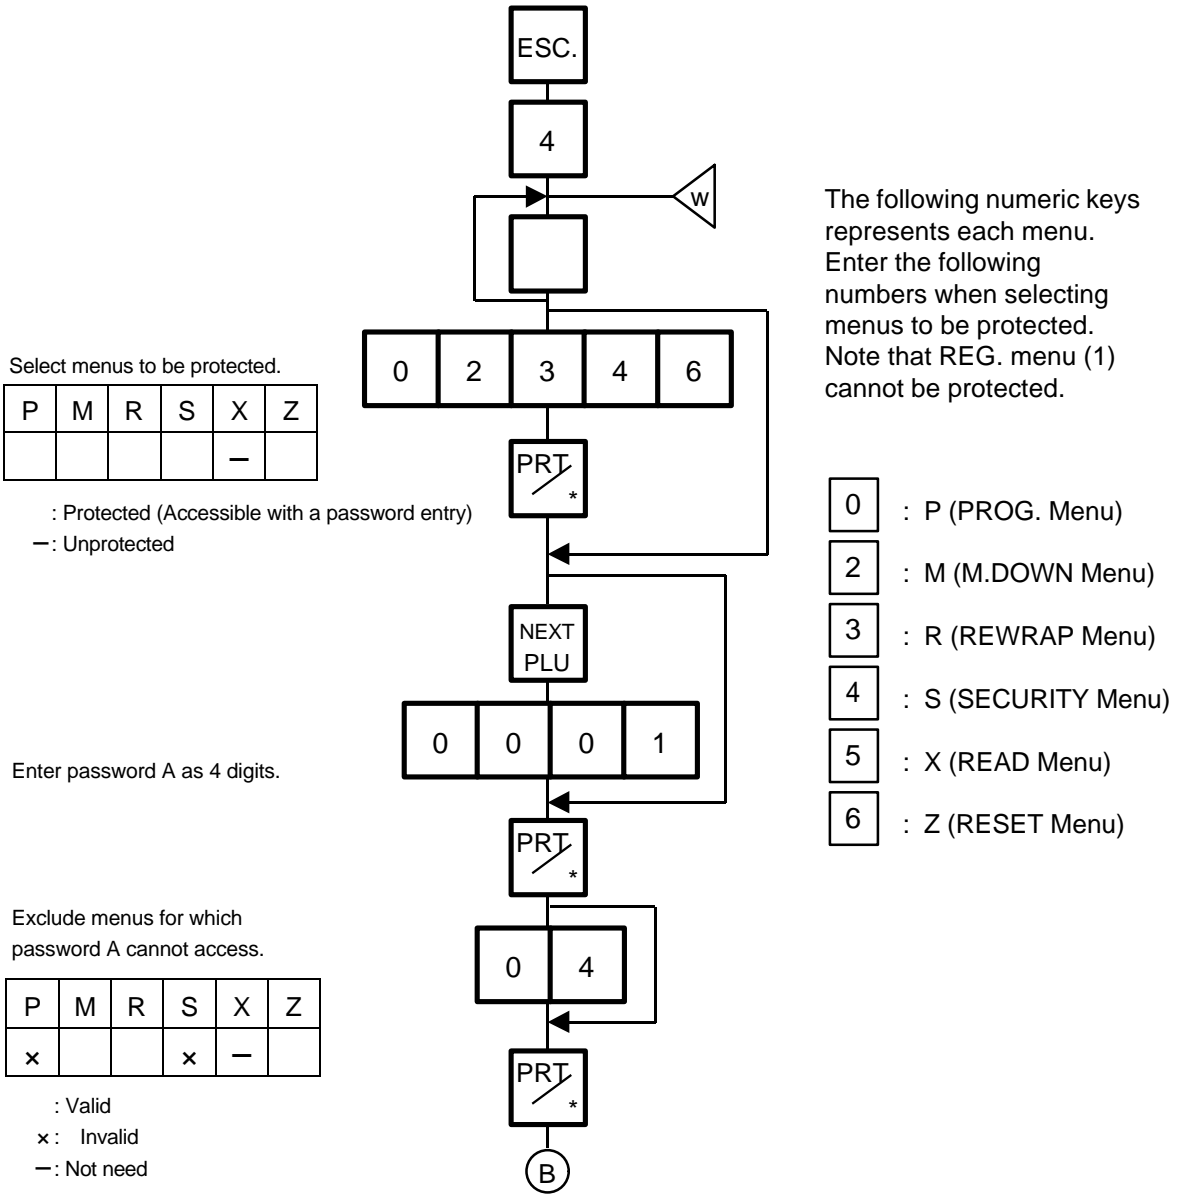 ESC.
4
W
The following numeric keys
represents each menu.
Enter the following
numbers when selecting
menus to be protected.
Note that REG. menu (1)
cannot be protected.
0 2 3 4 6
Select menus to be protected.
P M R S X Z
–
PRT/*
: Protected (Accessible with a password entry)
–: Unprotected
0 : P (PROG. Menu)
2 : M (M.DOWN Menu)
3 : R (REWRAP Menu)
4 : S (SECURITY Menu)
5 : X (READ Menu)
6 : Z (RESET Menu)
NEXT
PLU
0 0 0 1
Enter password A as 4 digits.
PRT/*
Exclude menus for which
password A cannot access.
0 4
P M R S X Z
× × –
PRT/*
: Valid
×: Invalid
–: Not need
B